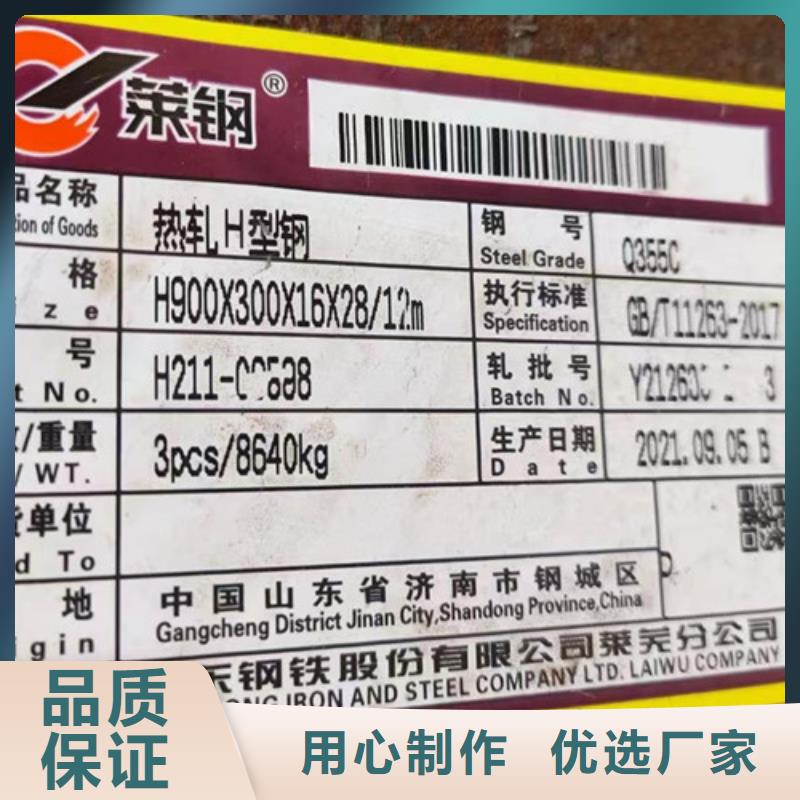 莱钢®
品名称 热轧H型钢 钢号 Q355C
tion of Goods Steel Grade
格 H900X300X16X28/12m 执行标准 GB/T11263-2017
ze Specification
号 轧批号
t No. Batch No.
/重量 3pcs/8640kg 生产日期 2021.09.05 B
/WT. Date
单位
d To
地 中国山东省济南市钢城区
gin Gangcheng District Jinan City,Shandong Province,China
东钢铁股份有限公司莱芜分公司
ONG IRON AND STEEL COMPANY LTD. LAIWU COMPANY
品质
保证
用心制作 优选厂家